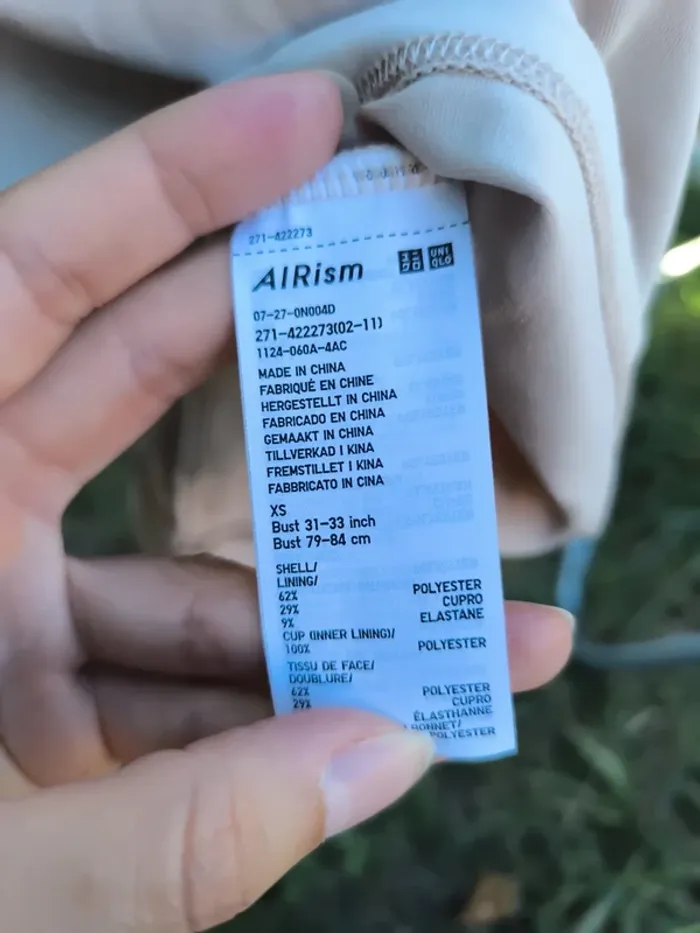 271-422273
AIRism ユニクロ UNIQLO
07-27-0N004D
271-422273(02-11)
1124-060A-4AC
MADE IN CHINA
FABRIQUÉ EN CHINE
HERGESTELLT IN CHINA
FABRICADO EN CHINA
GEMAAKT IN CHINA
TILLVERKAD I KINA
FREMSTILLET I KINA
FABBRICATO IN CINA
XS
Bust 31–33 inch
Bust 79–84 cm
SHELL/
LINING/
62% POLYESTER
29% CUPRO
9% ELASTANE
CUP (INNER LINING)/
100% POLYESTER
TISSU DE FACE/
DOUBLURE/
62% POLYESTER
29% CUPRO
ÉLASTHANNE
POLYESTER